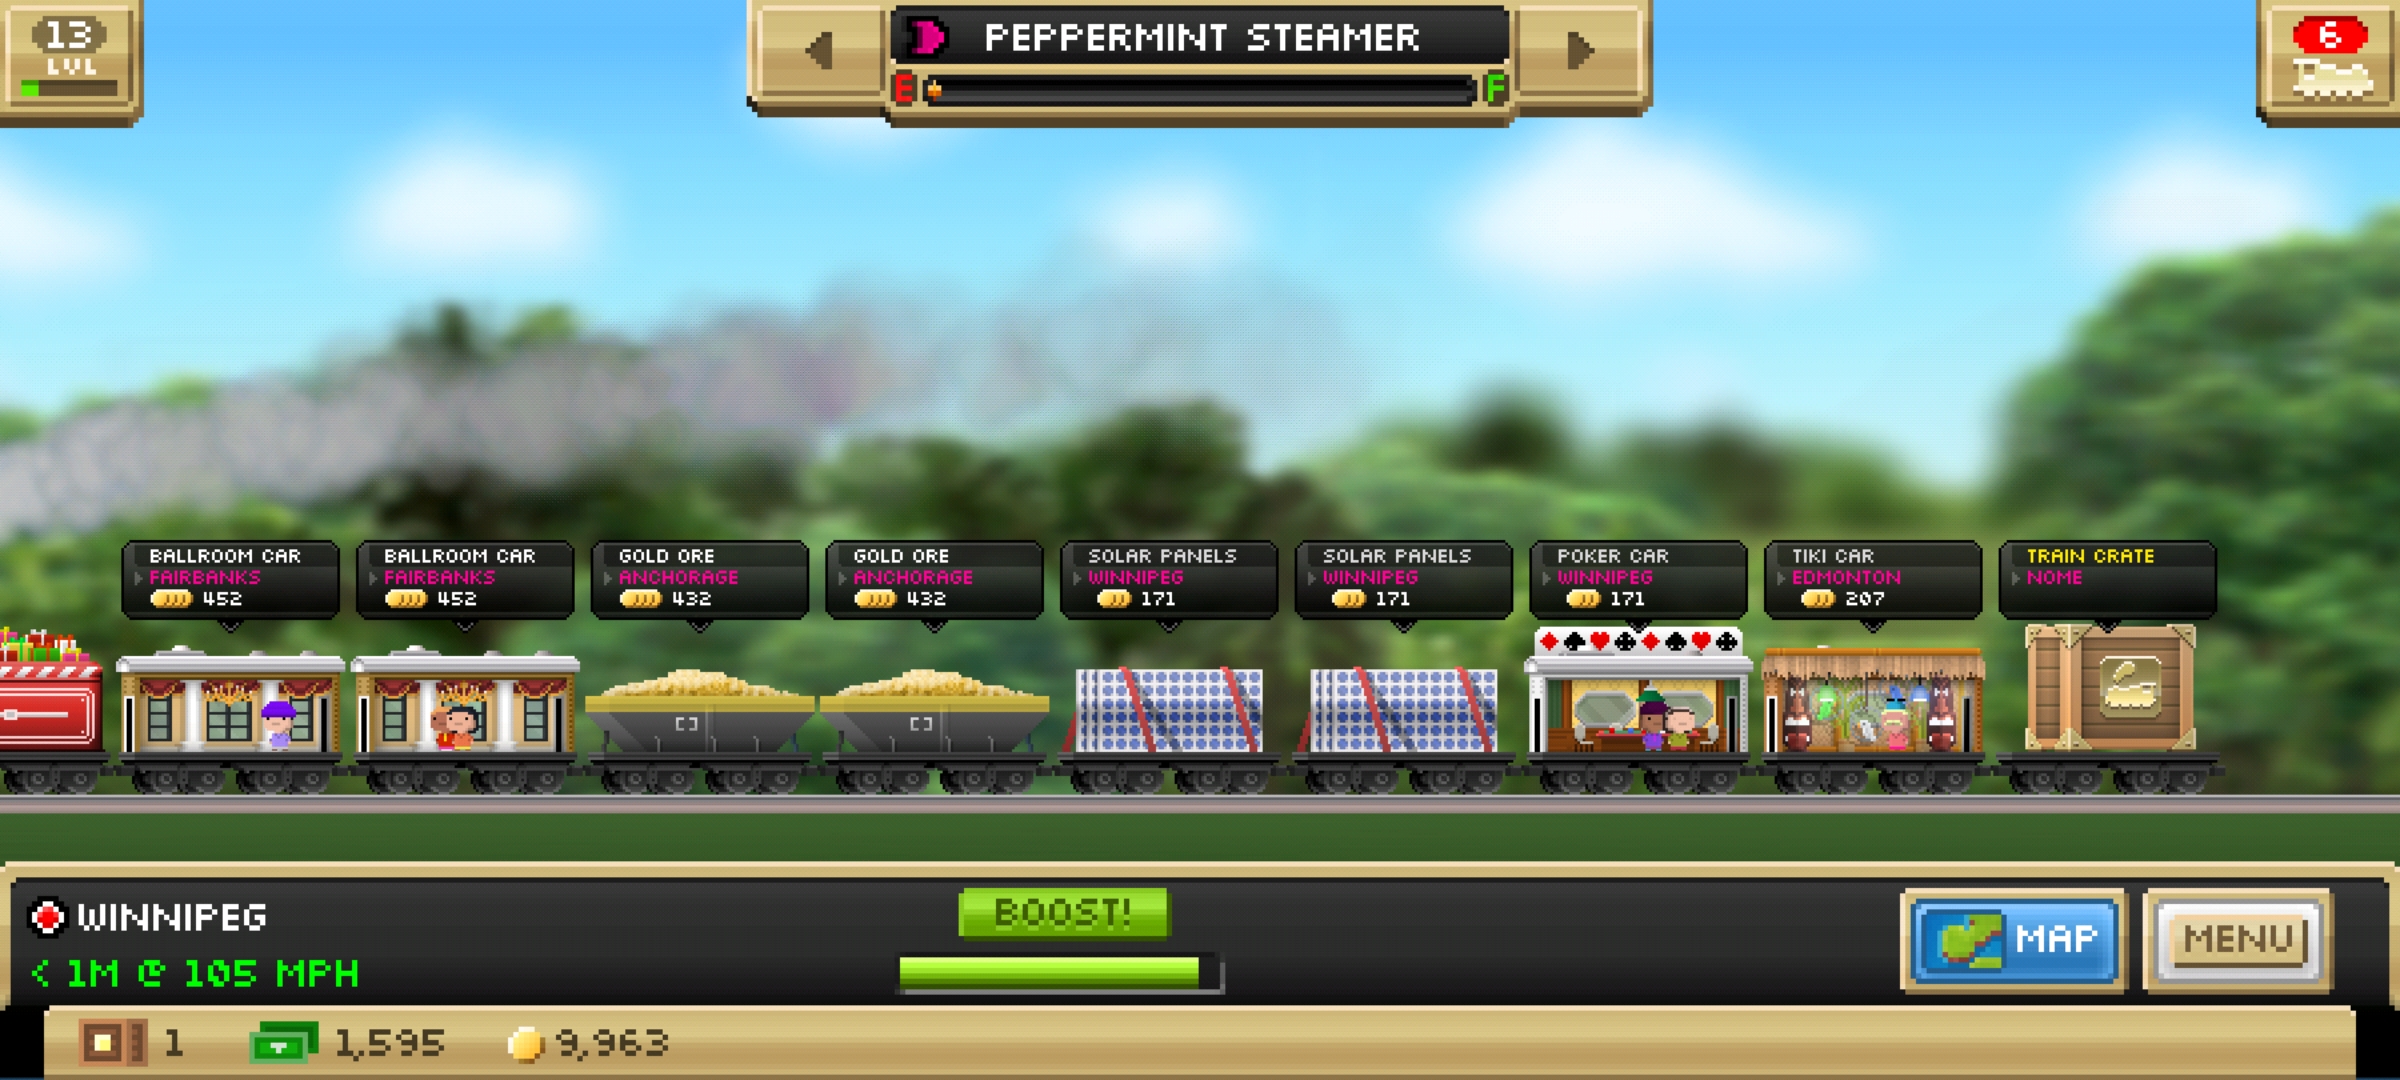 13
LVL
PEPPERMINT STEAMER
E
F
6
BALLROOM CAR
FAIRBANKS
452
BALLROOM CAR
FAIRBANKS
452
GOLD ORE
ANCHORAGE
432
GOLD ORE
ANCHORAGE
432
SOLAR PANELS
WINNIPEG
171
SOLAR PANELS
WINNIPEG
171
POKER CAR
WINNIPEG
171
TIKI CAR
EDMONTON
207
TRAIN CRATE
NOME
WINNIPEG
< 1M @ 105 MPH
BOOST!
MAP
MENU
1
1,595
9,963